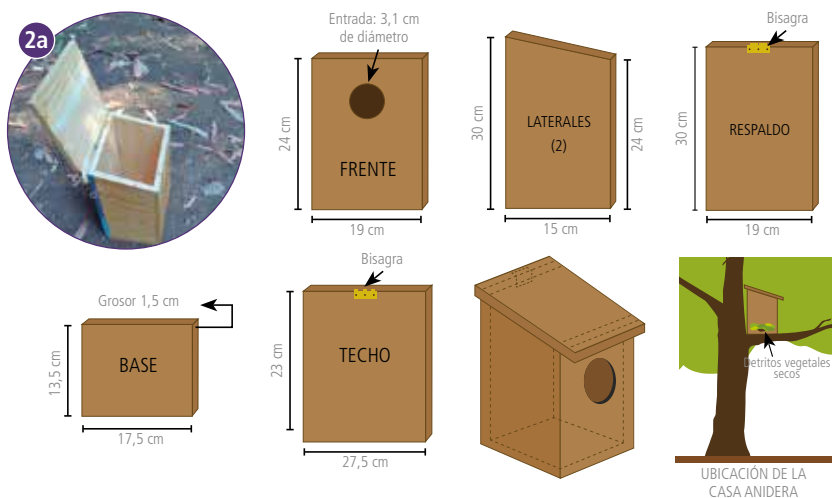 2a
Entrada: 3,1 cm
de diámetro
24 cm
FRENTE
19 cm
30 cm
LATERALES
(2)
24 cm
15 cm
Bisagra
30 cm
RESPALDO
19 cm
Grosor 1,5 cm
13,5 cm
BASE
17,5 cm
Bisagra
23 cm
TECHO
27,5 cm
Detritos vegetales
secos
UBICACIÓN DE LA
CASA ANIDERA